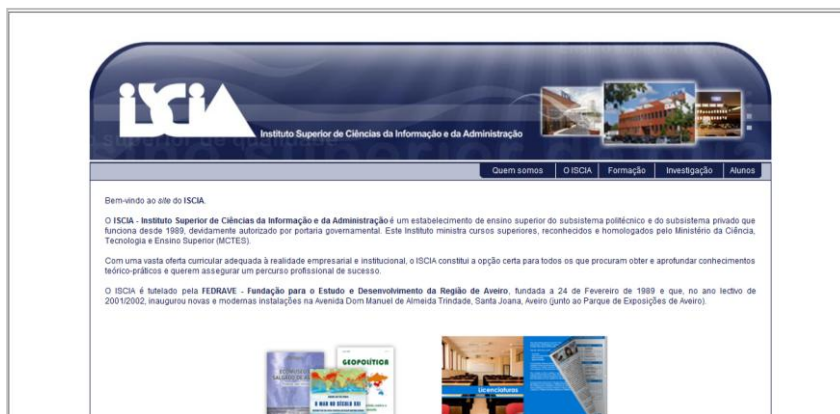 iSCiA
Instituto Superior de Ciências da Informação e da Administração
Quem somos
O ISCIA
Formação
Investigação
Alunos
Bem-vindo ao site do ISCIA.
O ISCIA - Instituto Superior de Ciências da Informação e da Administração é um estabelecimento de ensino superior do subsistema politécnico e do subsistema privado que
funciona desde 1989, devidamente autorizado por portaria governamental. Este Instituto ministra cursos superiores, reconhecidos e homologados pelo Ministério da Ciência,
Tecnologia e Ensino Superior (MCTES).
Com uma vasta oferta curricular adequada à realidade empresarial e institucional, o ISCIA constitui a opção certa para todos os que procuram obter e aprofundar conhecimentos
teórico-práticos e querem assegurar um percurso profissional de sucesso.
O ISCIA é tutelado pela FEDRAVE - Fundação para o Estudo e Desenvolvimento da Região de Aveiro, fundada a 24 de Fevereiro de 1989 e que, no ano lectivo de
2001/2002, inaugurou novas e modernas instalações na Avenida Dom Manuel de Almeida Trindade, Santa Joana, Aveiro (junto ao Parque de Exposições de Aveiro).
GEOPOLÍTICA
O MAR NO SÉCULO XXI
Licenciaturas